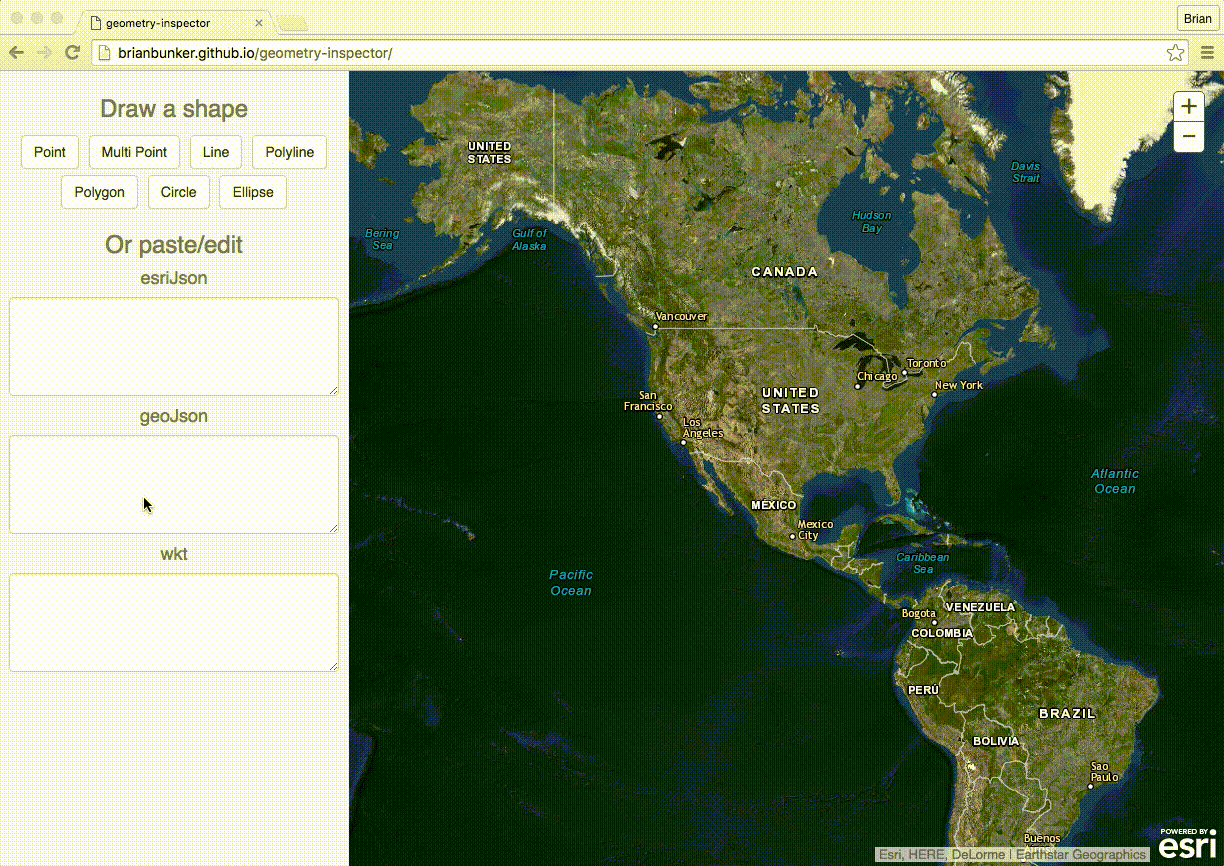 geometry-inspector
Brian
brianbunker.github.io/geometry-inspector/
Draw a shape
Point
Multi Point
Line
Polyline
Polygon
Circle
Ellipse
Or paste/edit
esriJson
geoJson
wkt
+
−
UNITED
STATES
Davis
Strait
Bering
Sea
Gulf of
Alaska
Hudson
Bay
CANADA
Vancouver
Toronto
Chicago
New York
UNITED
STATES
San
Francisco
Los
Angeles
Atlantic
Ocean
MÉXICO
Mexico
City
Caribbean
Sea
Pacific
Ocean
VENEZUELA
Bogota
COLOMBIA
PERÚ
BRAZIL
BOLIVIA
Sao
Paulo
Buenos
POWERED BY
esri
Esri, HERE, DeLorme | Earthstar Geographics